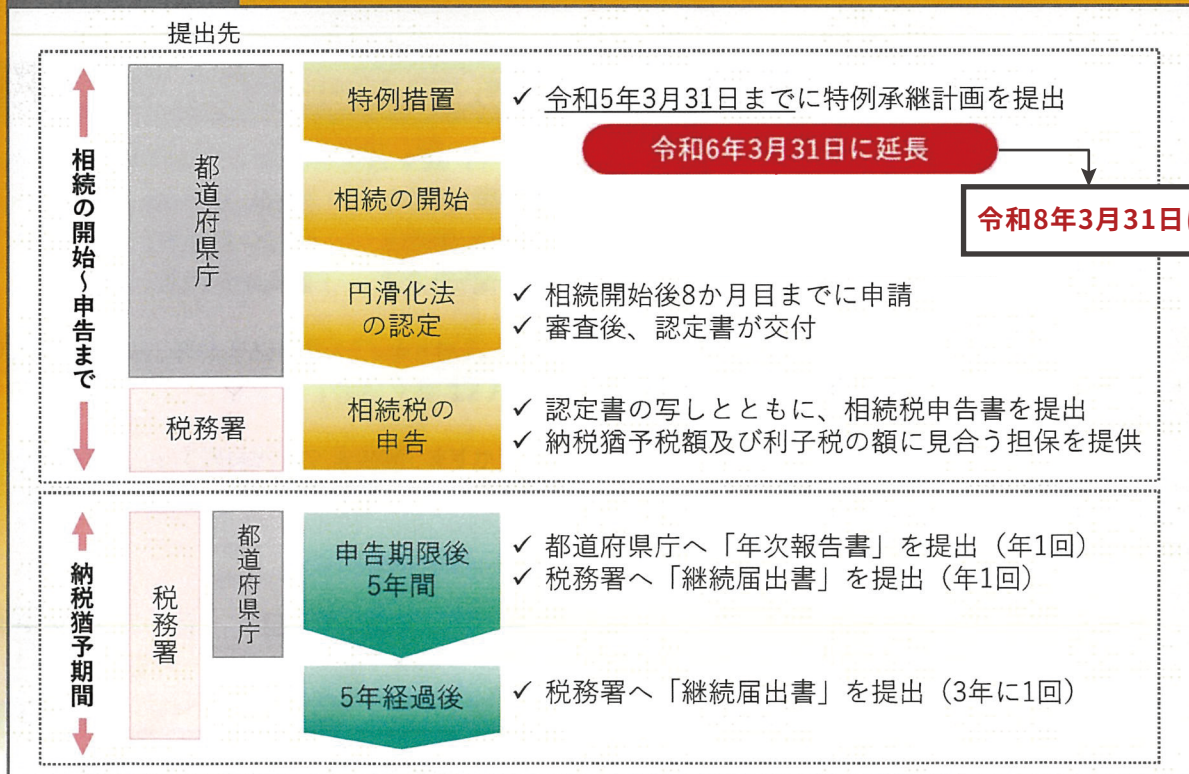 提出先
相続の開始～申告まで
都道府県庁
特例措置
✓ 令和5年3月31日までに特例承継計画を提出
令和6年3月31日に延長
令和8年3月31日
相続の開始
円滑化法
の認定
✓ 相続開始後8か月目までに申請
✓ 審査後、認定書が交付
税務署
相続税の
申告
✓ 認定書の写しとともに、相続税申告書を提出
✓ 納税猶予税額及び利子税の額に見合う担保を提供
納税猶予期間
税務署
都道府県庁
申告期限後
5年間
✓ 都道府県庁へ「年次報告書」を提出（年1回）
✓ 税務署へ「継続届出書」を提出（年1回）
5年経過後
✓ 税務署へ「継続届出書」を提出（3年に1回）